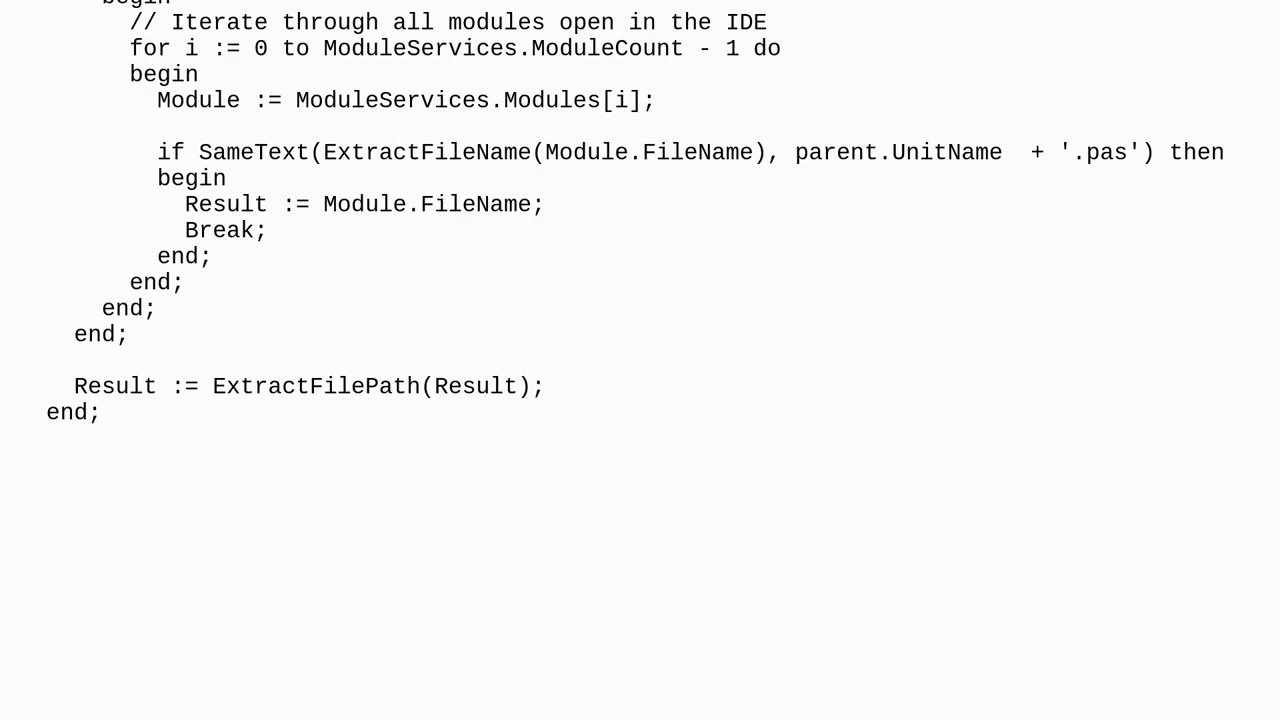 begin
// Iterate through all modules open in the IDE
for i := 0 to ModuleServices.ModuleCount - 1 do
begin
Module := ModuleServices.Modules[i];
if SameText(ExtractFileName(Module.FileName), parent.UnitName  + '.pas') then
begin
Result := Module.FileName;
Break;
end;
end;
end;
end;
Result := ExtractFilePath(Result);
end;